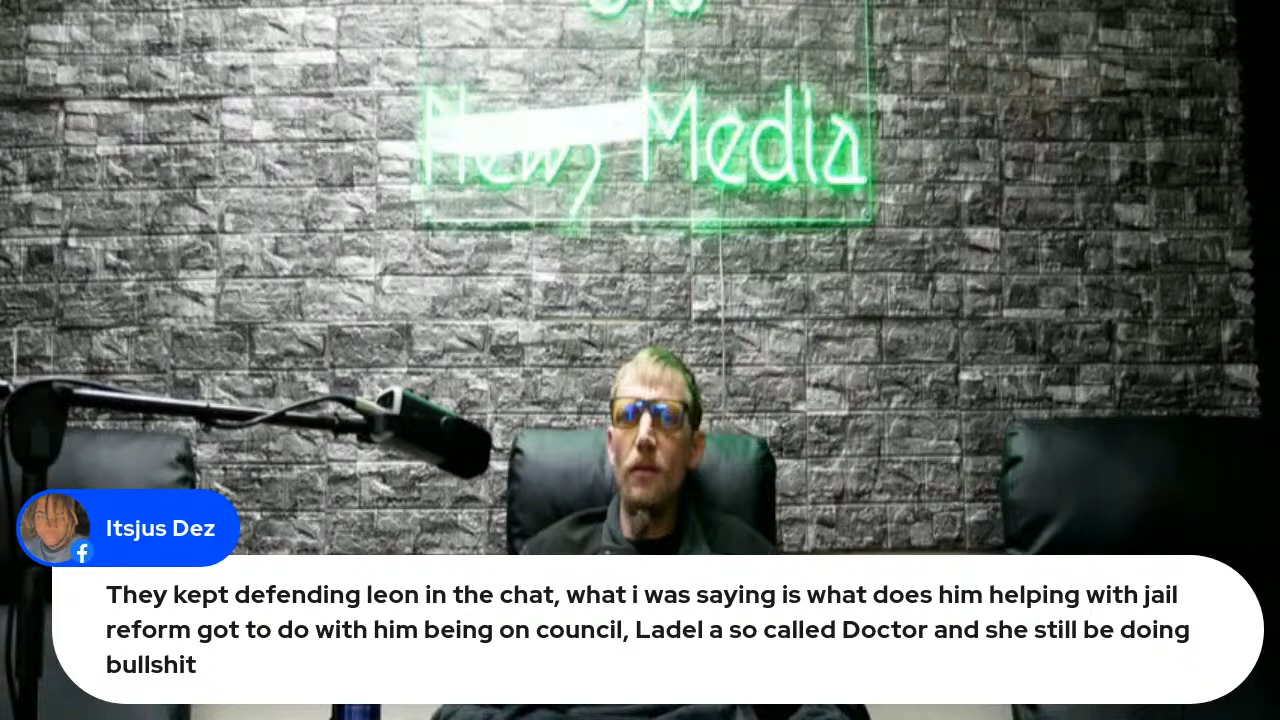 News Media
Itsjus Dez
They kept defending leon in the chat, what i was saying is what does him helping with jail
reform got to do with him being on council, Ladel a so called Doctor and she still be doing
bullshit